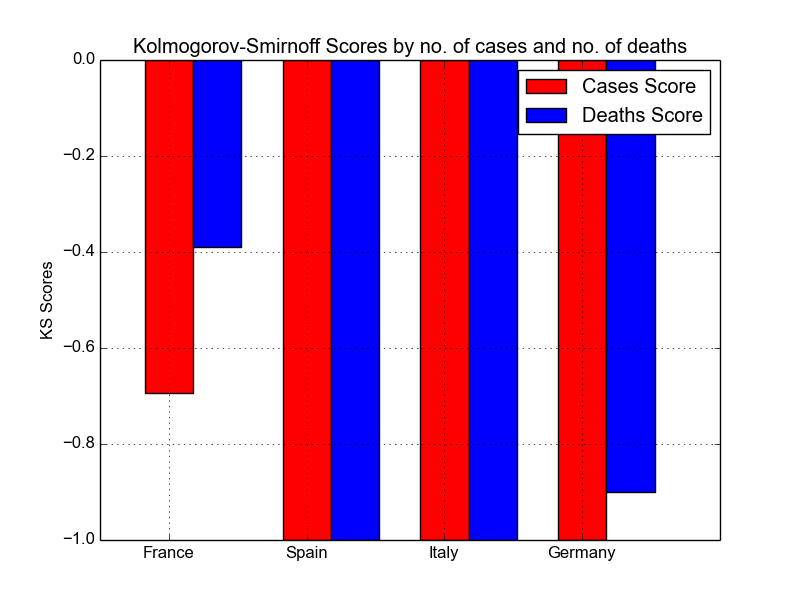 Kolmogorov-Smirnoff Scores by no. of cases and no. of deaths
0.0
Cases Score
Deaths Score
−0.2
−0.4
KS Scores
−0.6
−0.8
−1.0
France Spain Italy Germany